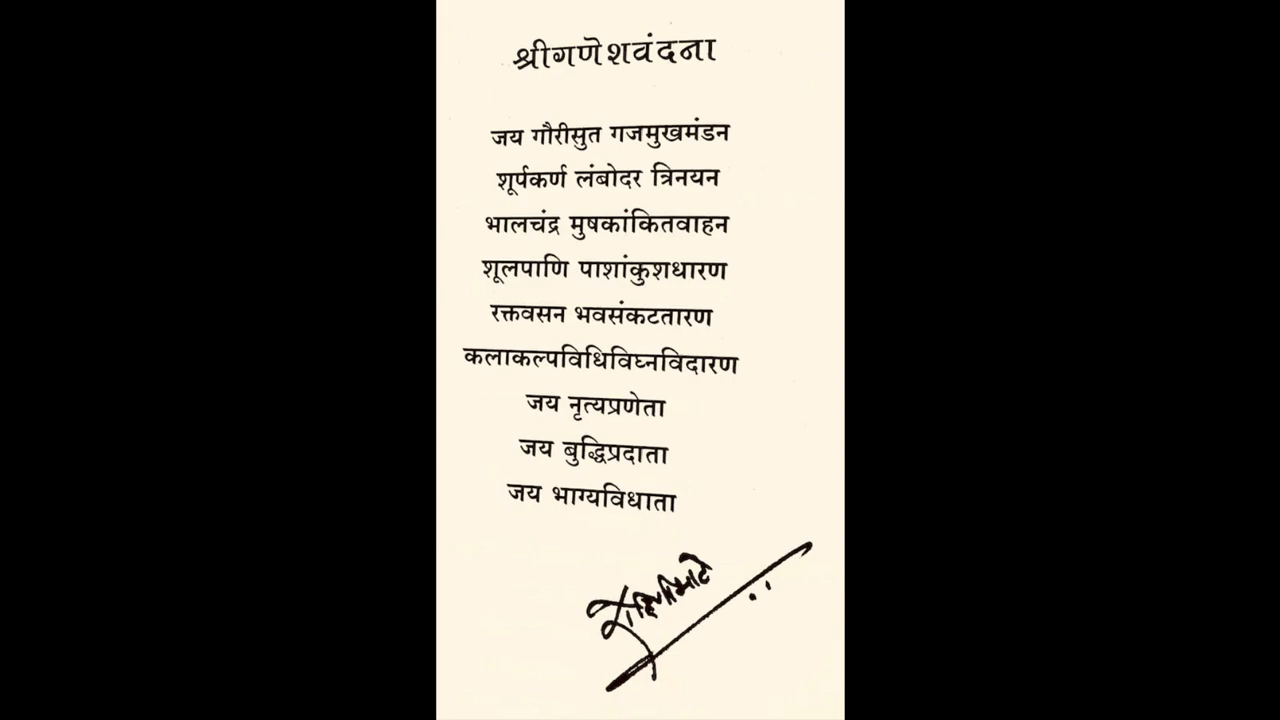 श्रीगणेशवंदना
जय गौरीसुत गजमुखमंडन
शूर्पकर्ण लंबोदर त्रिनयन
भालचंद्र मुषकांकितवाहन
शूलपाणि पाशांकुशधारण
रक्तवसन भवसंकटतारण
कलाकल्पविधिविघ्नविदारण
जय नृत्यप्रणेता
जय बुद्धिप्रदाता
जय भाग्यविधाता